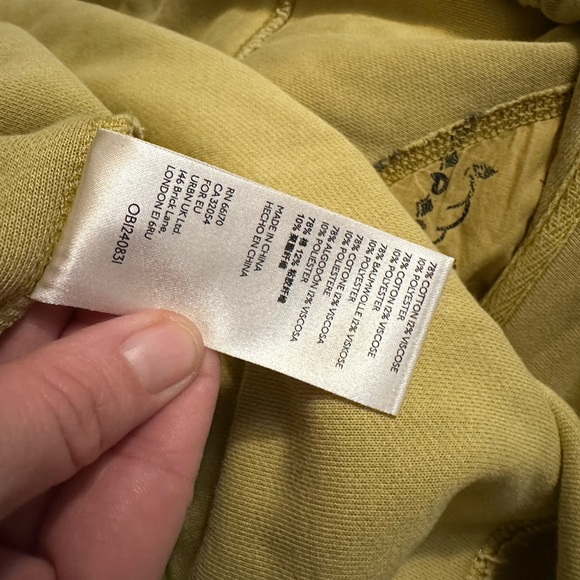 78% COTTON 12% VISCOSE
10% POLYESTER
78% COTON 12% VISCOSE
10% POLYESTER
78% BAUMWOLLE 12% VISKOSE
10% POLYESTER
78% COTONE 12% VISCOSA
10% POLIESTERE
78% ALGODON 12% VISCOSA
10% POLIESTER
78% 棉 12% 粘胶纤维
10% 聚酯纤维
MADE IN CHINA
HECHO EN CHINA
RN 66170
CA 32054
FOR EU
URBN UK Ltd.
146 Brick Lane,
LONDON E1 6RU
OB1240831